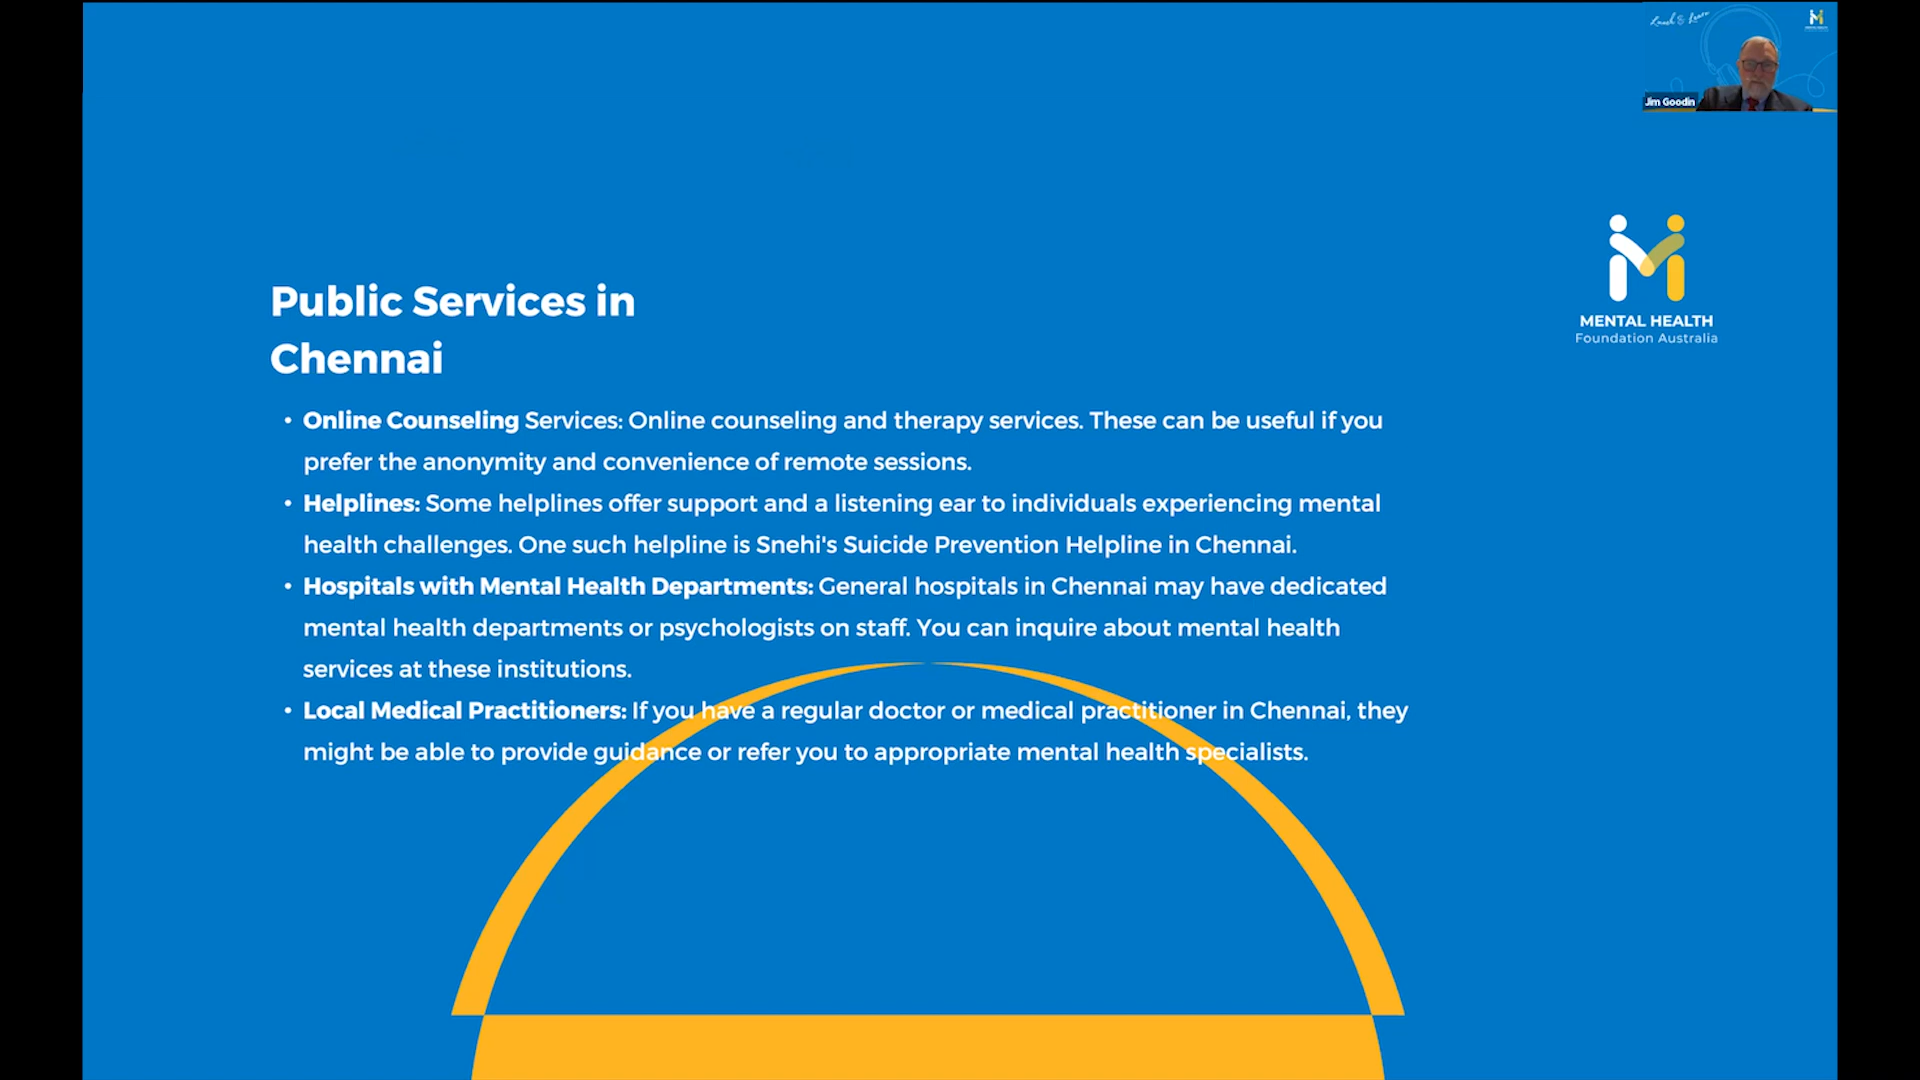 Lunch & Learn
Jim Goodin
MENTAL HEALTH
Foundation Australia
Public Services in
Chennai
• Online Counseling Services: Online counseling and therapy services. These can be useful if you
prefer the anonymity and convenience of remote sessions.
• Helplines: Some helplines offer support and a listening ear to individuals experiencing mental
health challenges. One such helpline is Snehi's Suicide Prevention Helpline in Chennai.
• Hospitals with Mental Health Departments: General hospitals in Chennai may have dedicated
mental health departments or psychologists on staff. You can inquire about mental health
services at these institutions.
• Local Medical Practitioners: If you have a regular doctor or medical practitioner in Chennai, they
might be able to provide guidance or refer you to appropriate mental health specialists.